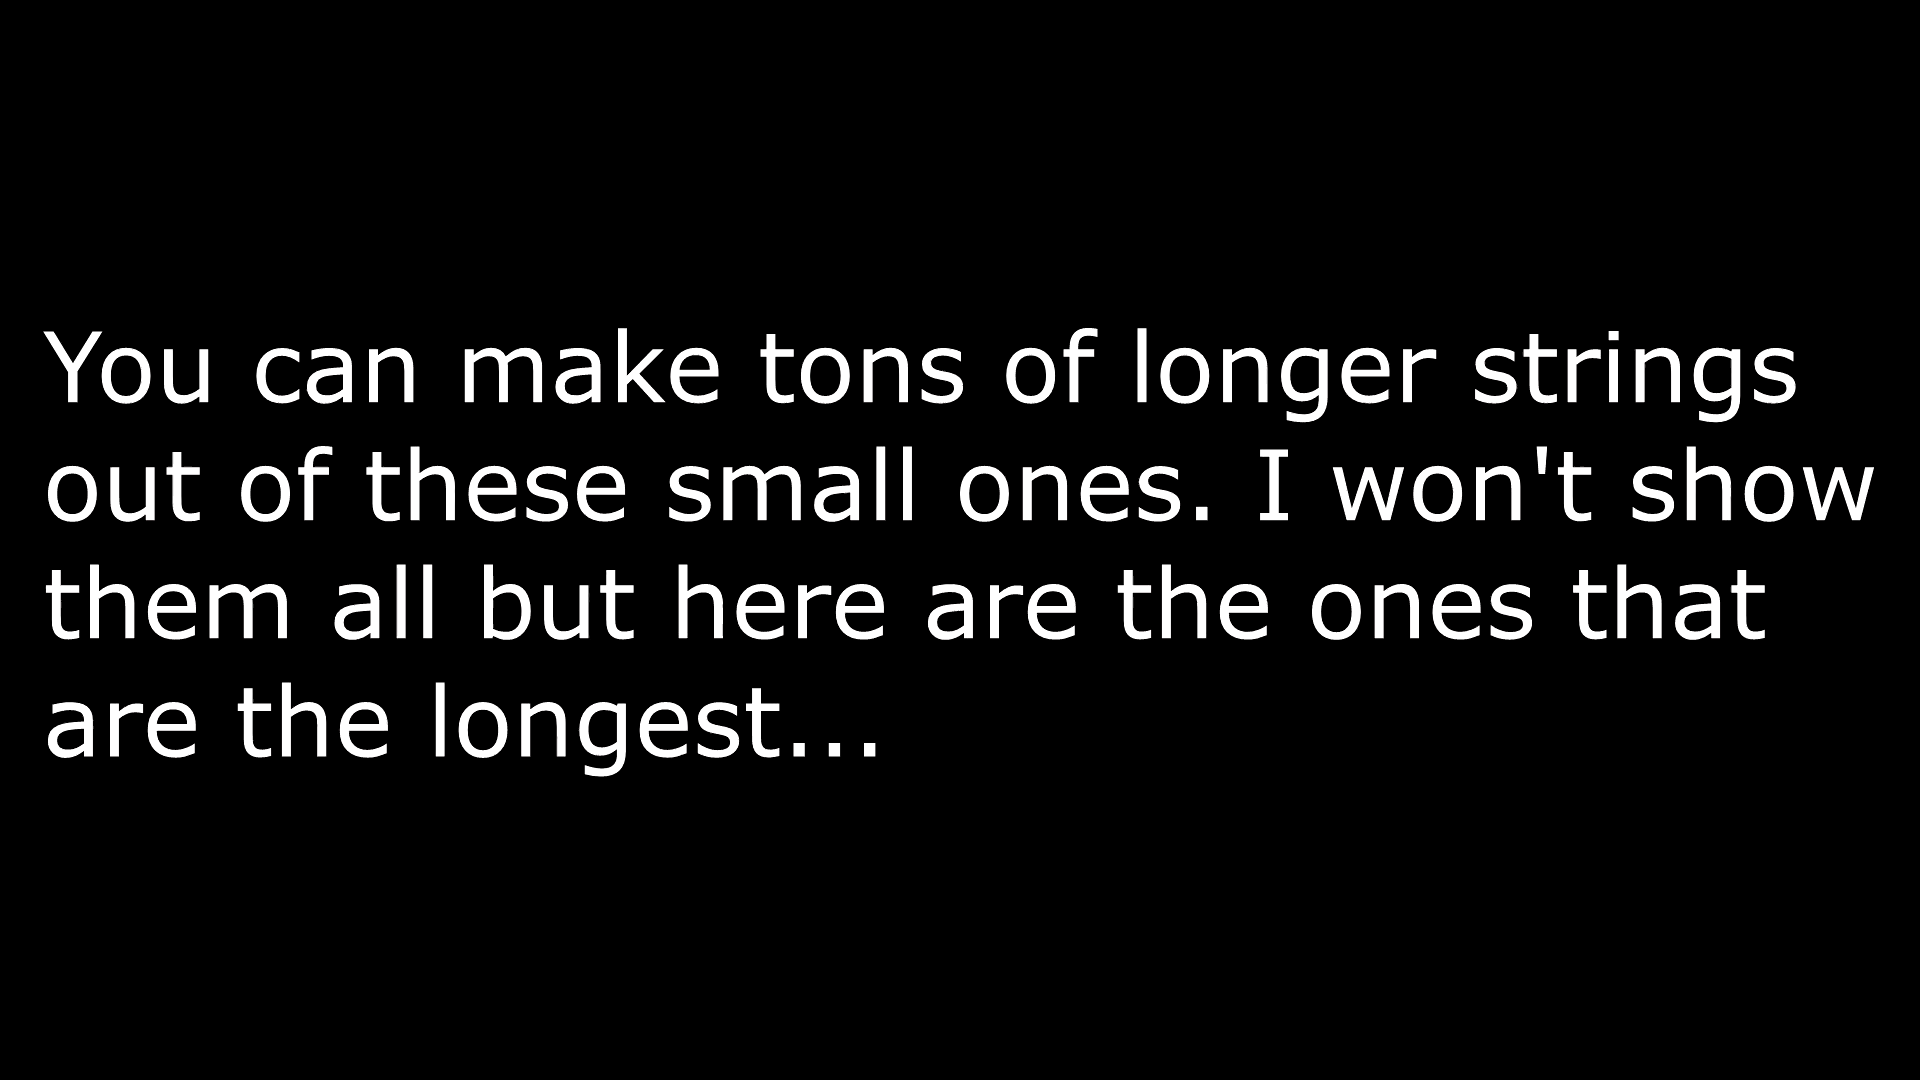 You can make tons of longer strings
out of these small ones. I won't show
them all but here are the ones that
are the longest...